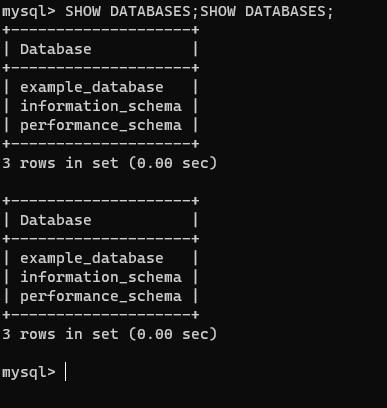 mysql> SHOW DATABASES;SHOW DATABASES;
+--------------------+
| Database           |
+--------------------+
| example_database   |
| information_schema |
| performance_schema |
+--------------------+
3 rows in set (0.00 sec)

+--------------------+
| Database           |
+--------------------+
| example_database   |
| information_schema |
| performance_schema |
+--------------------+
3 rows in set (0.00 sec)

mysql>